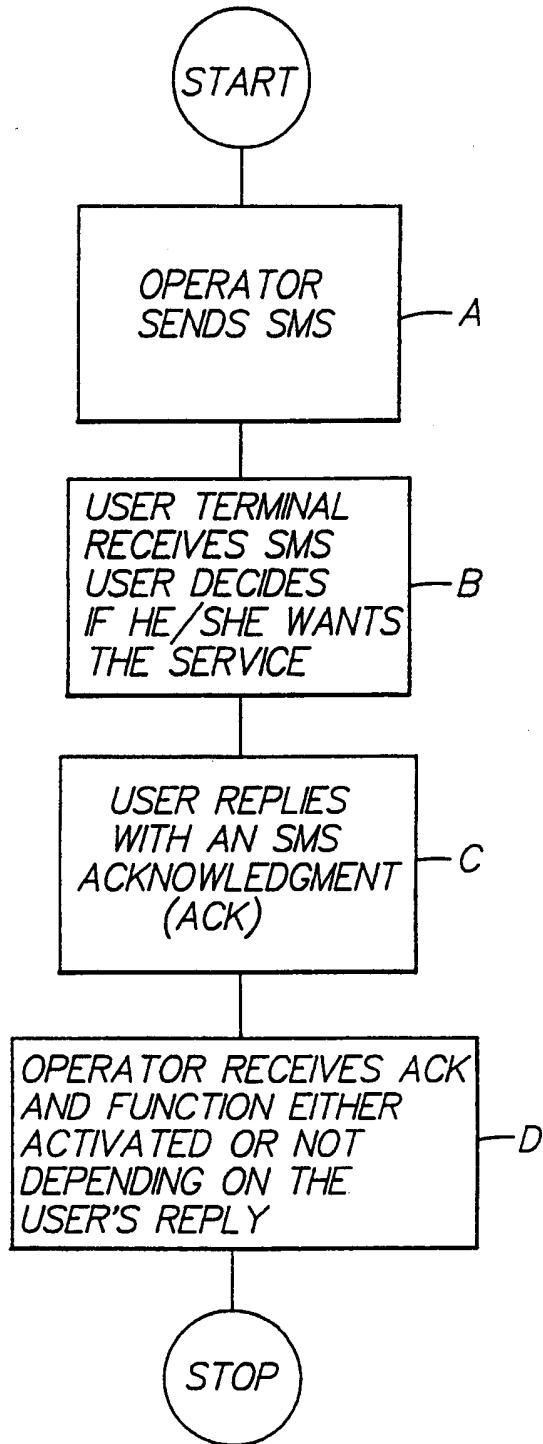 START
OPERATOR
SENDS SMS
A
USER TERMINAL
RECEIVES SMS
USER DECIDES
IF HE/SHE WANTS
THE SERVICE
B
USER REPLIES
WITH AN SMS
ACKNOWLEDGMENT
(ACK)
C
OPERATOR RECEIVES ACK
AND FUNCTION EITHER
ACTIVATED OR NOT
DEPENDING ON THE
USER'S REPLY
D
STOP